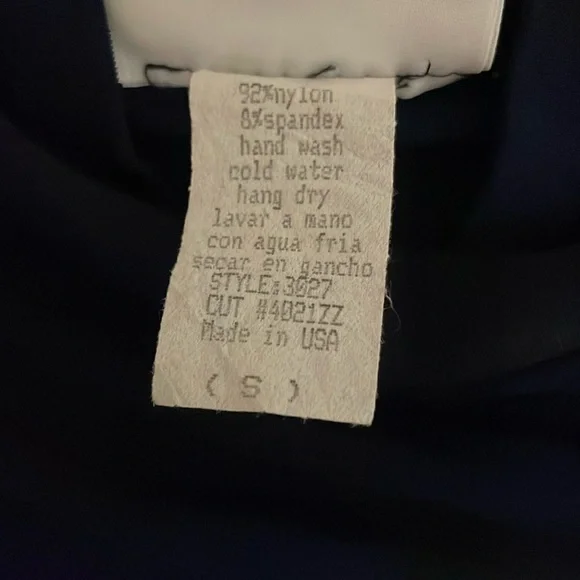 92%nylon
8%spandex
hand wash
cold water
hang dry
lavar a mano
con agua fria
secar en gancho
STYLE:3027
CUT #4021ZZ
Made in USA
( S )